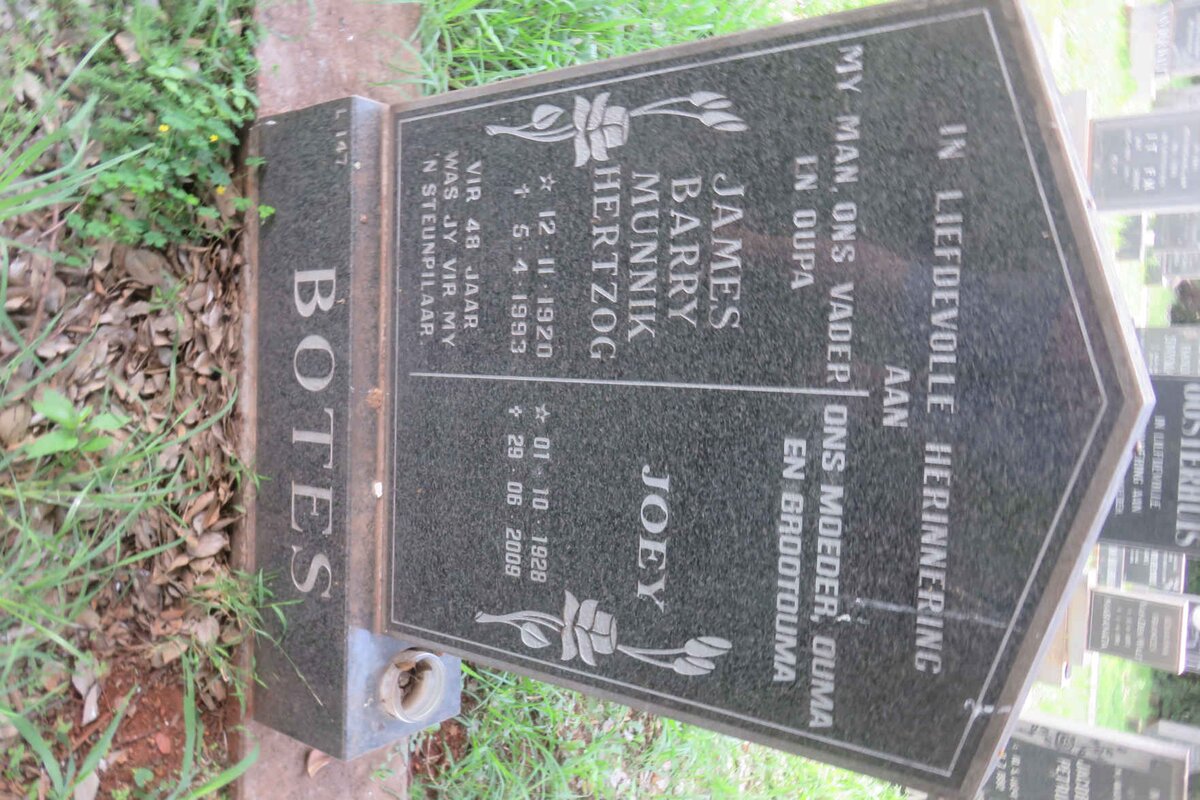 IN LIEFDEVOLLE HERINNERING
AAN
MY MAN, ONS VADER
EN OUPA
JAMES
BARRY
MUNNIK
HERTZOG
☆ 12·11·1920
✝ 5·4·1993
VIR 48 JAAR
WAS JY VIR MY
'N STEUNPILAAR
ONS MOEDER, OUMA
EN GROOTOUMA
JOEY
☆ 01·10·1928
✝ 29 06 2009
BOTES
L 147
OOSTHUIZEN
J.T.
F.M.